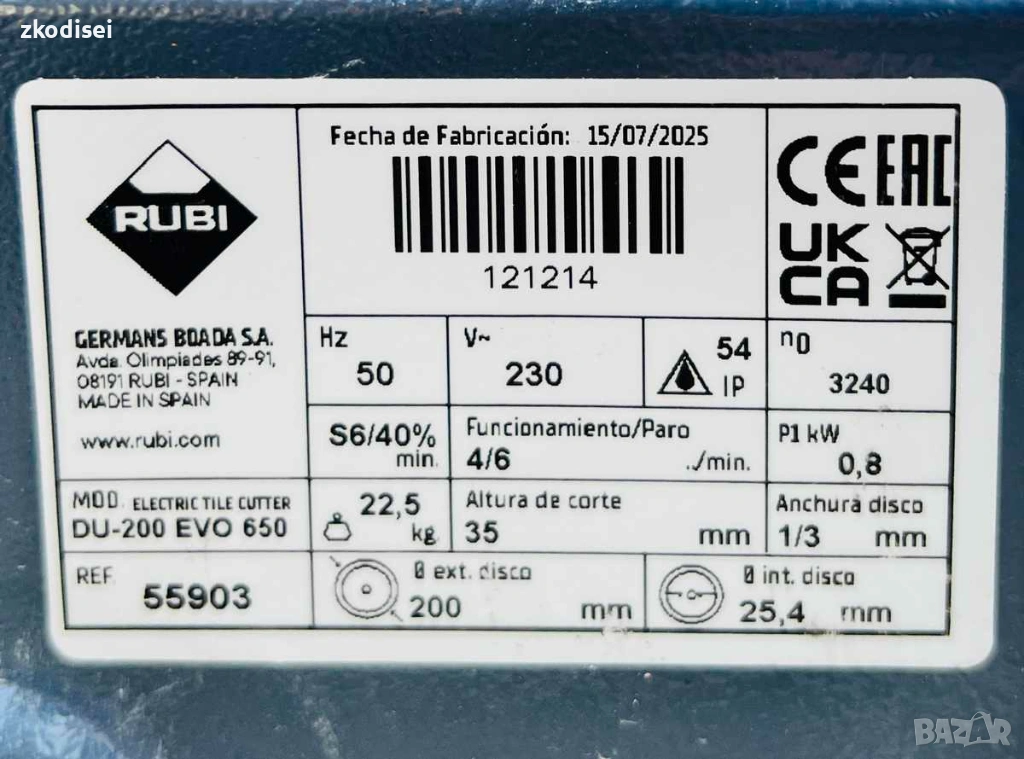 zkodisei
RUBI
GERMANS BOADA S.A.
Avda. Olimpiades 89-91,
08191 RUBI - SPAIN
MADE IN SPAIN
www.rubi.com
Fecha de Fabricación: 15/07/2025
121214
CE EAC
UK
CA
Hz
50
V~
230
54
IP
n0
3240
S6/40%
min.
Funcionamiento/Paro
4/6 ./min.
P1 kW
0,8
MOD. ELECTRIC TILE CUTTER
DU-200 EVO 650
22,5
kg
Altura de corte
35 mm
Anchura disco
1/3 mm
REF.
55903
Ø ext. disco
200 mm
Ø int. disco
25,4 mm
BAZAR